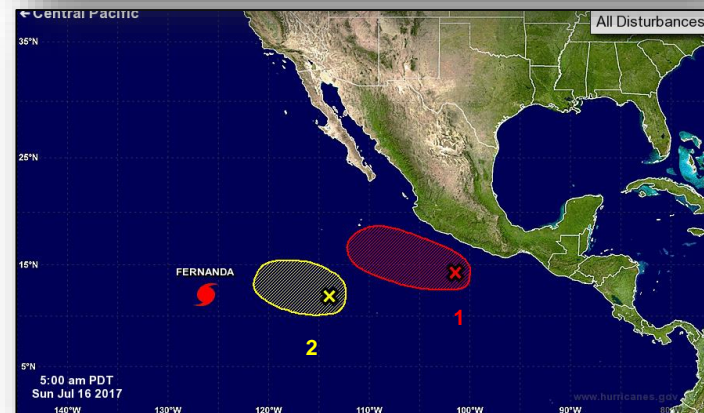 ← Central Pacific
All Disturbances
35°N
25°N
15°N
5°N
FERNANDA
1
2
5:00 am PDT
Sun Jul 16 2017
www.hurricanes.gov
140°W
130°W
120°W
110°W
100°W
90°W